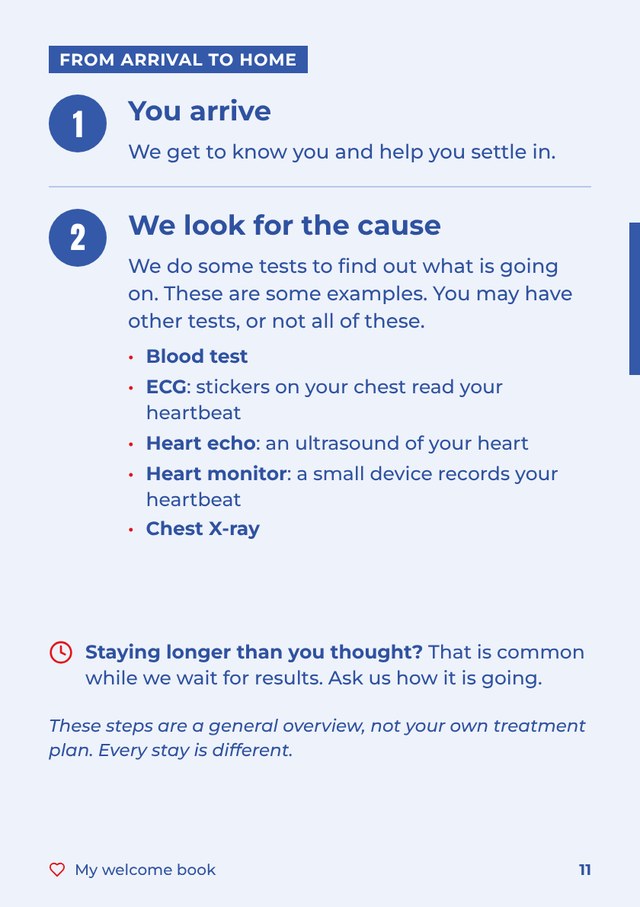 FROM ARRIVAL TO HOME
1
You arrive
We get to know you and help you settle in.
2
We look for the cause
We do some tests to find out what is going
on. These are some examples. You may have
other tests, or not all of these.
• Blood test
• ECG: stickers on your chest read your
heartbeat
• Heart echo: an ultrasound of your heart
• Heart monitor: a small device records your
heartbeat
• Chest X-ray
Staying longer than you thought? That is common
while we wait for results. Ask us how it is going.
These steps are a general overview, not your own treatment
plan. Every stay is different.
My welcome book
11